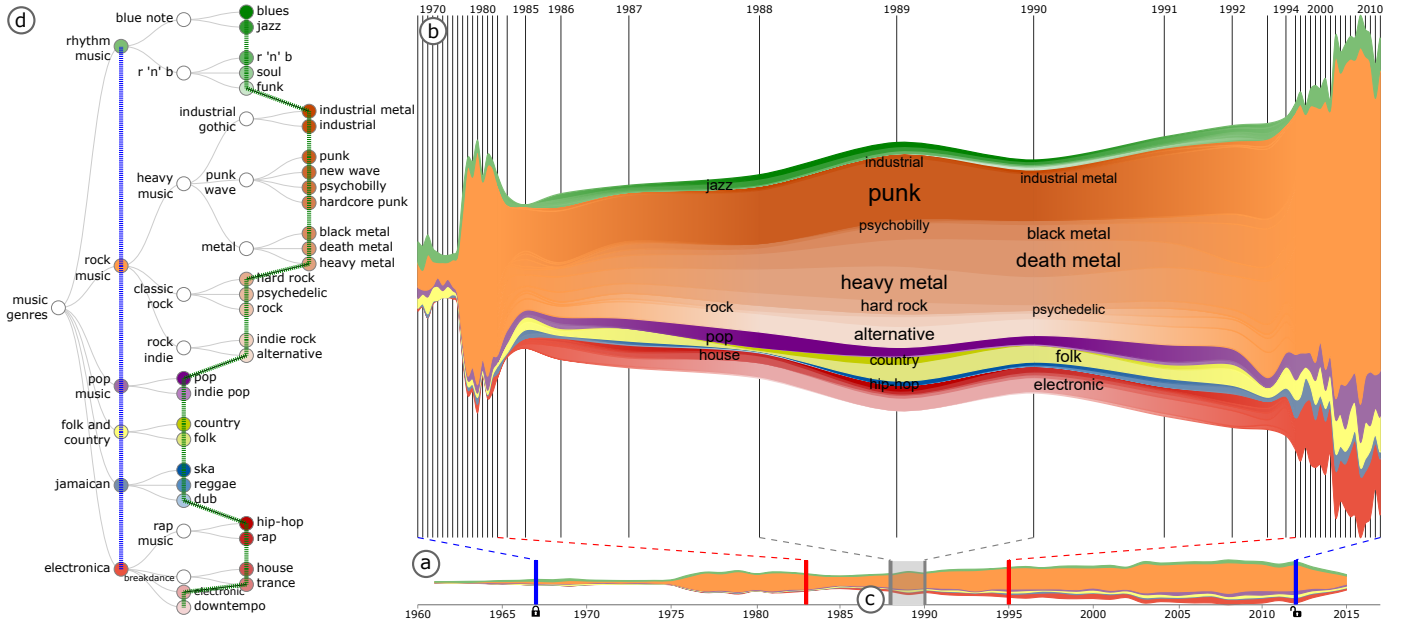 d
blue note
blues
jazz
rhythm
music
r 'n' b
r 'n' b
soul
funk
industrial
gothic
industrial metal
industrial
heavy
music
punk
wave
punk
new wave
psychobilly
hardcore punk
metal
black metal
death metal
heavy metal
rock
music
classic
rock
hard rock
psychedelic
rock
music
genres
rock
indie
indie rock
alternative
pop
music
pop
indie pop
folk and
country
country
folk
jamaican
ska
reggae
dub
rap
music
hip-hop
rap
electronica
breakdance
house
trance
electronic
downtempo
b
1970 1980 1985 1986 1987 1988 1989 1990 1991 1992 1994 2000 2010
industrial
jazz
punk
industrial metal
psychobilly
black metal
death metal
heavy metal
rock
hard rock
psychedelic
pop
alternative
house
country
folk
hip-hop
electronic
a
c
1960 1965 1970 1975 1980 1985 1990 1995 2000 2005 2010 2015